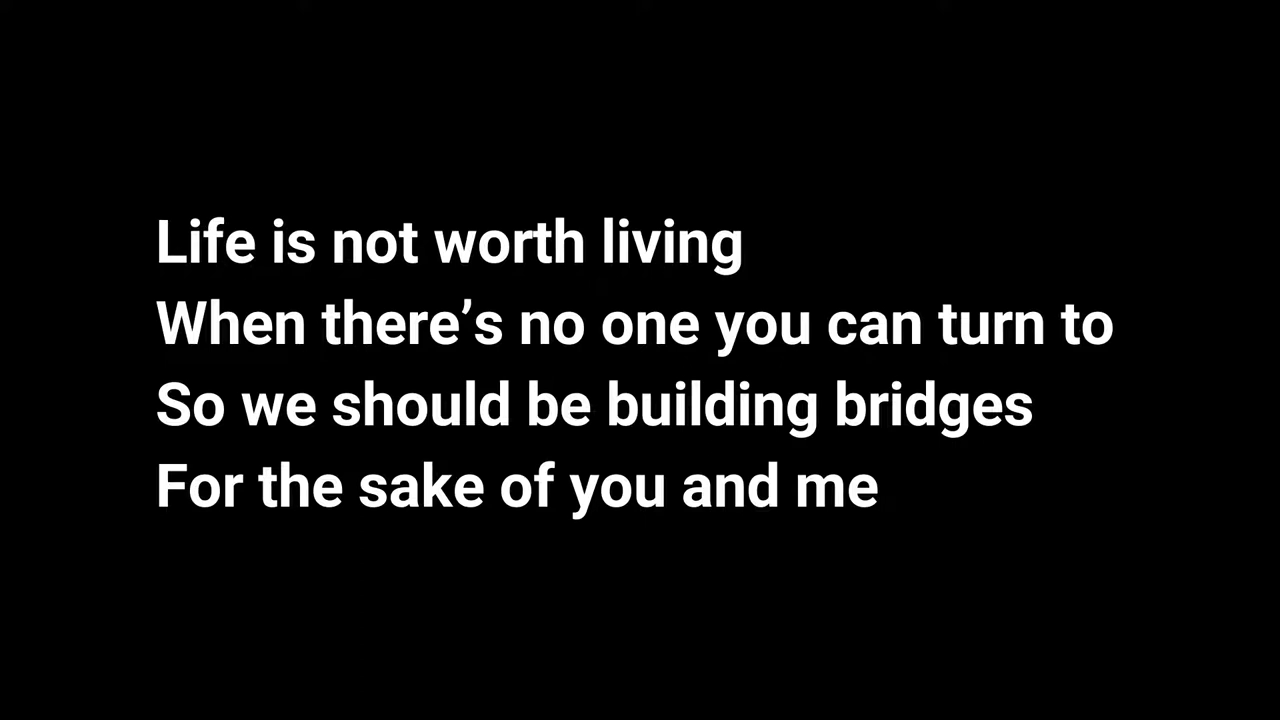 Life is not worth living
When there’s no one you can turn to
So we should be building bridges
For the sake of you and me